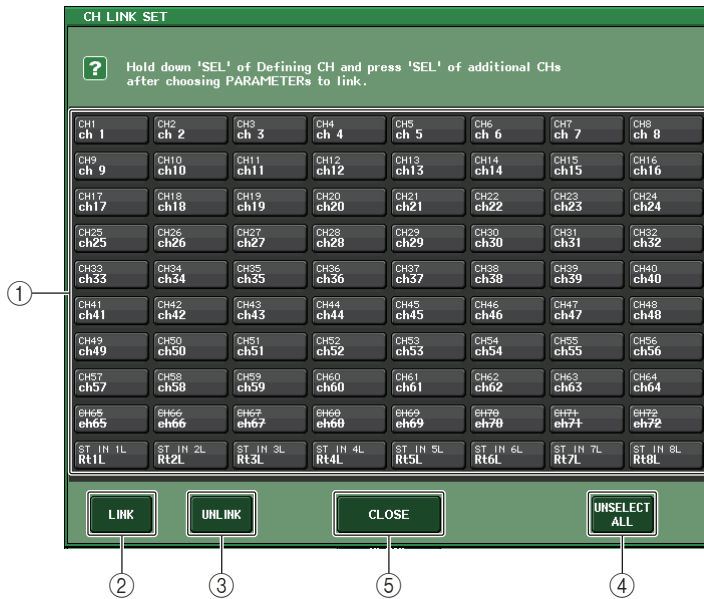 CH LINK SET
? Hold down 'SEL' of Defining CH and press 'SEL' of additional CHs
after choosing PARAMETERs to link.
CH1 CH2 CH3 CH4 CH5 CH6 CH7 CH8
ch 1 ch 2 ch 3 ch 4 ch 5 ch 6 ch 7 ch 8
CH9 CH10 CH11 CH12 CH13 CH14 CH15 CH16
ch 9 ch10 ch11 ch12 ch13 ch14 ch15 ch16
CH17 CH18 CH19 CH20 CH21 CH22 CH23 CH24
ch17 ch18 ch19 ch20 ch21 ch22 ch23 ch24
CH25 CH26 CH27 CH28 CH29 CH30 CH31 CH32
ch25 ch26 ch27 ch28 ch29 ch30 ch31 ch32
CH33 CH34 CH35 CH36 CH37 CH38 CH39 CH40
ch33 ch34 ch35 ch36 ch37 ch38 ch39 ch40
①
CH41 CH42 CH43 CH44 CH45 CH46 CH47 CH48
ch41 ch42 ch43 ch44 ch45 ch46 ch47 ch48
CH49 CH50 CH51 CH52 CH53 CH54 CH55 CH56
ch49 ch50 ch51 ch52 ch53 ch54 ch55 ch56
CH57 CH58 CH59 CH60 CH61 CH62 CH63 CH64
ch57 ch58 ch59 ch60 ch61 ch62 ch63 ch64
CH65 CH66 CH67 CH68 CH69 CH70 CH71 CH72
ch65 ch66 ch67 ch68 ch69 ch70 ch71 ch72
ST IN 1L ST IN 2L ST IN 3L ST IN 4L ST IN 5L ST IN 6L ST IN 7L ST IN 8L
Rt1L Rt2L Rt3L Rt4L Rt5L Rt6L Rt7L Rt8L
LINK UNLINK CLOSE UNSELECT
ALL
② ③ ⑤ ④